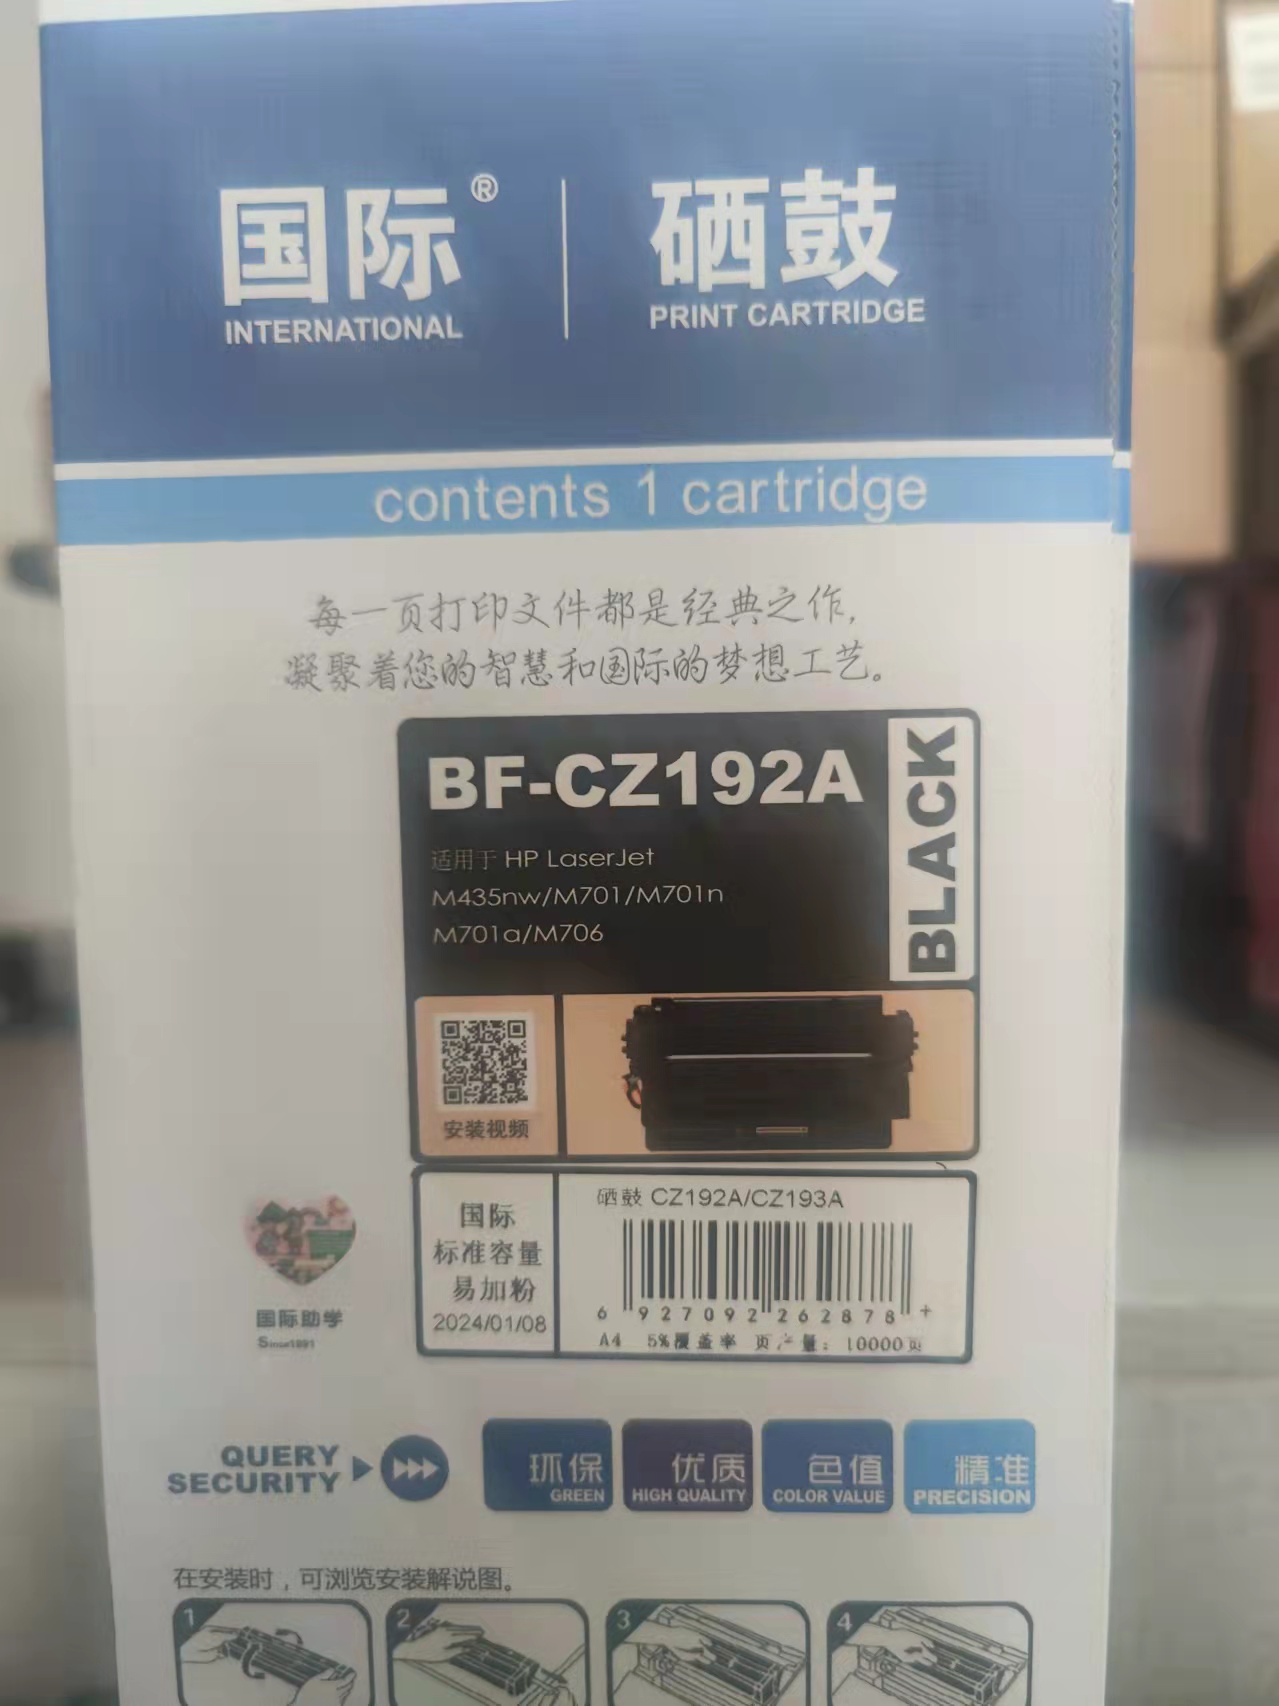 国际®
INTERNATIONAL
硒鼓
PRINT CARTRIDGE
contents 1 cartridge
每一页打印文件都是经典之作,
凝聚着您的智慧和国际的梦想工艺。
BF-CZ192A
BLACK
适用于 HP LaserJet
M435nw/M701/M701n
M701a/M706
安装视频
国际
标准容量
易加粉
2024/01/08
硒鼓 CZ192A/CZ193A
6 927092 262878 +
A4 5%覆盖率 页产量: 10000页
国际助学
Since1991
QUERY
SECURITY
环保
GREEN
优质
HIGH QUALITY
色值
COLOR VALUE
精准
PRECISION
在安装时,可浏览安装解说图。
1
2
3
4